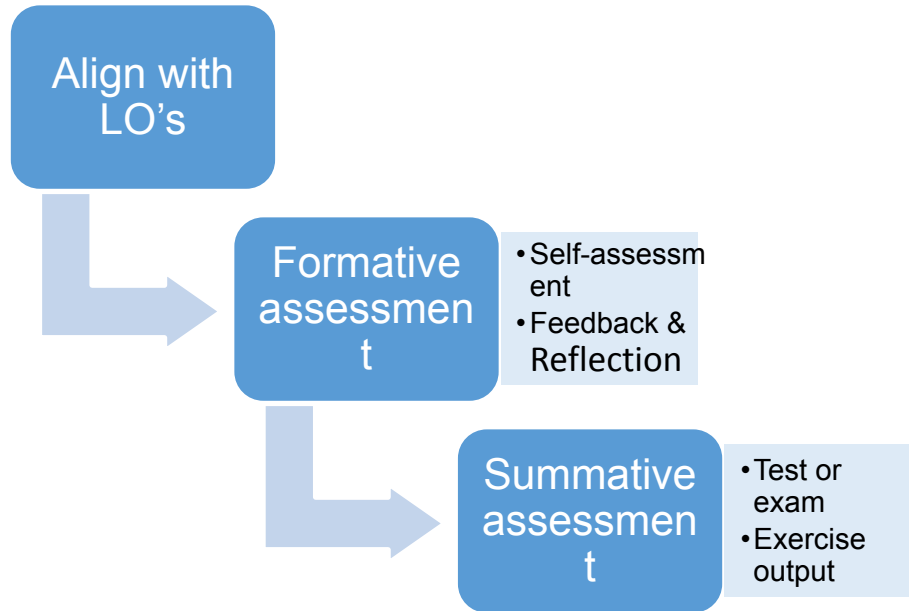 Align with
LO’s
Formative
assessmen
t
•Self-assessm
ent
•Feedback &
Reflection
Summative
assessmen
t
•Test or
exam
•Exercise
output